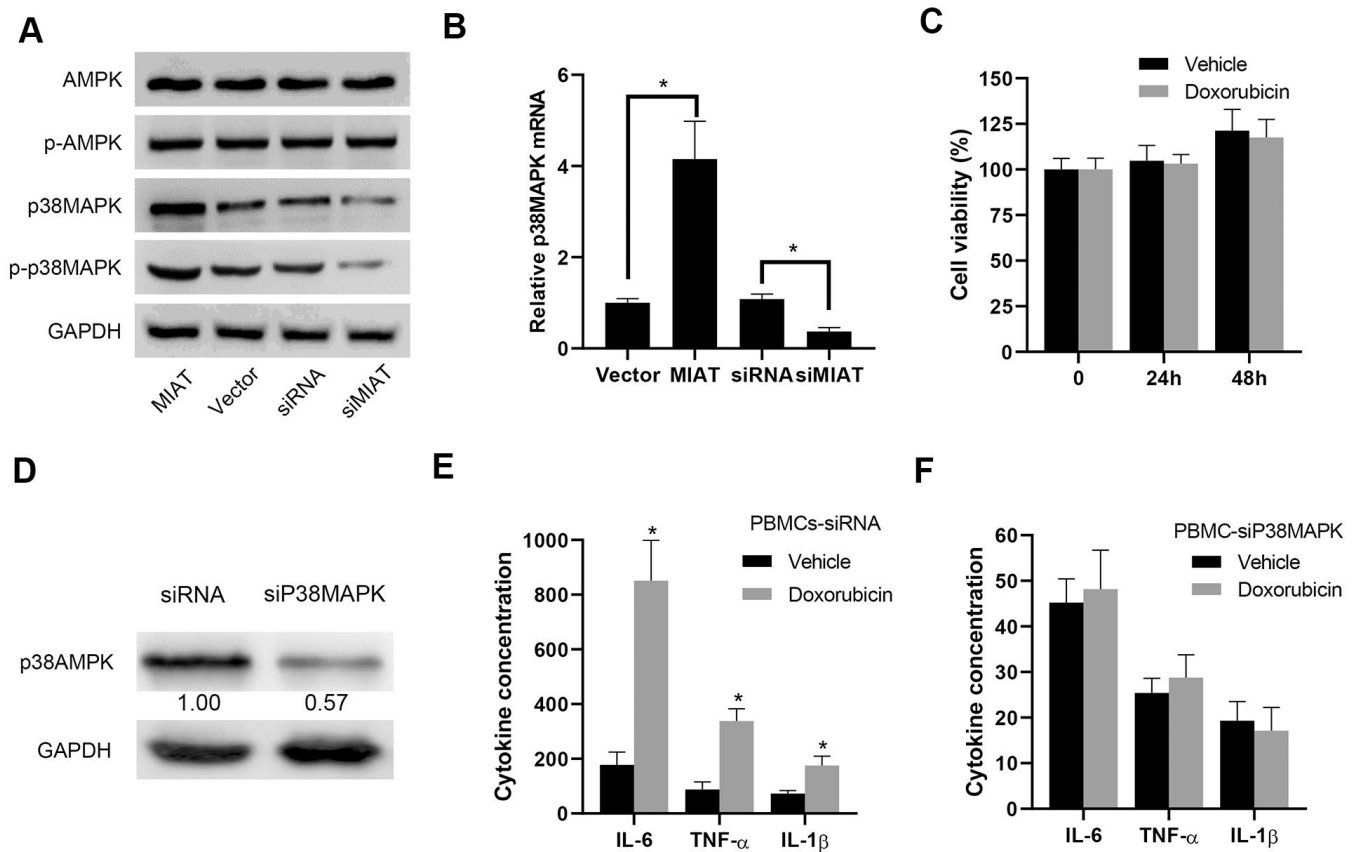 A
AMPK
p-AMPK
p38MAPK
p-p38MAPK
GAPDH
MIAT
Vector
siRNA
siMIAT
B
Relative p38MAPK mRNA
6
4
2
0
*
*
Vector MIAT siRNA siMIAT
C
Vehicle
Doxorubicin
Cell viability (%)
150
125
100
75
50
25
0
0 24h 48h
D
siRNA siP38MAPK
p38AMPK
1.00 0.57
GAPDH
E
PBMCs-siRNA
Vehicle
Doxorubicin
Cytokine concentration
1000
800
600
400
200
0
*
*
*
IL-6 TNF-α IL-1β
F
PBMC-siP38MAPK
Vehicle
Doxorubicin
Cytokine concentration
60
50
40
30
20
10
0
IL-6 TNF-α IL-1β